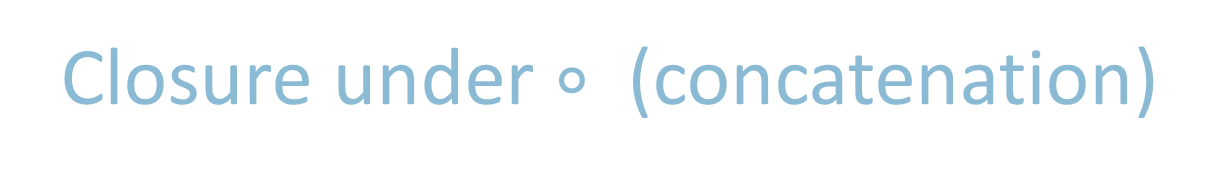 Closure under ∘ (concatenation)